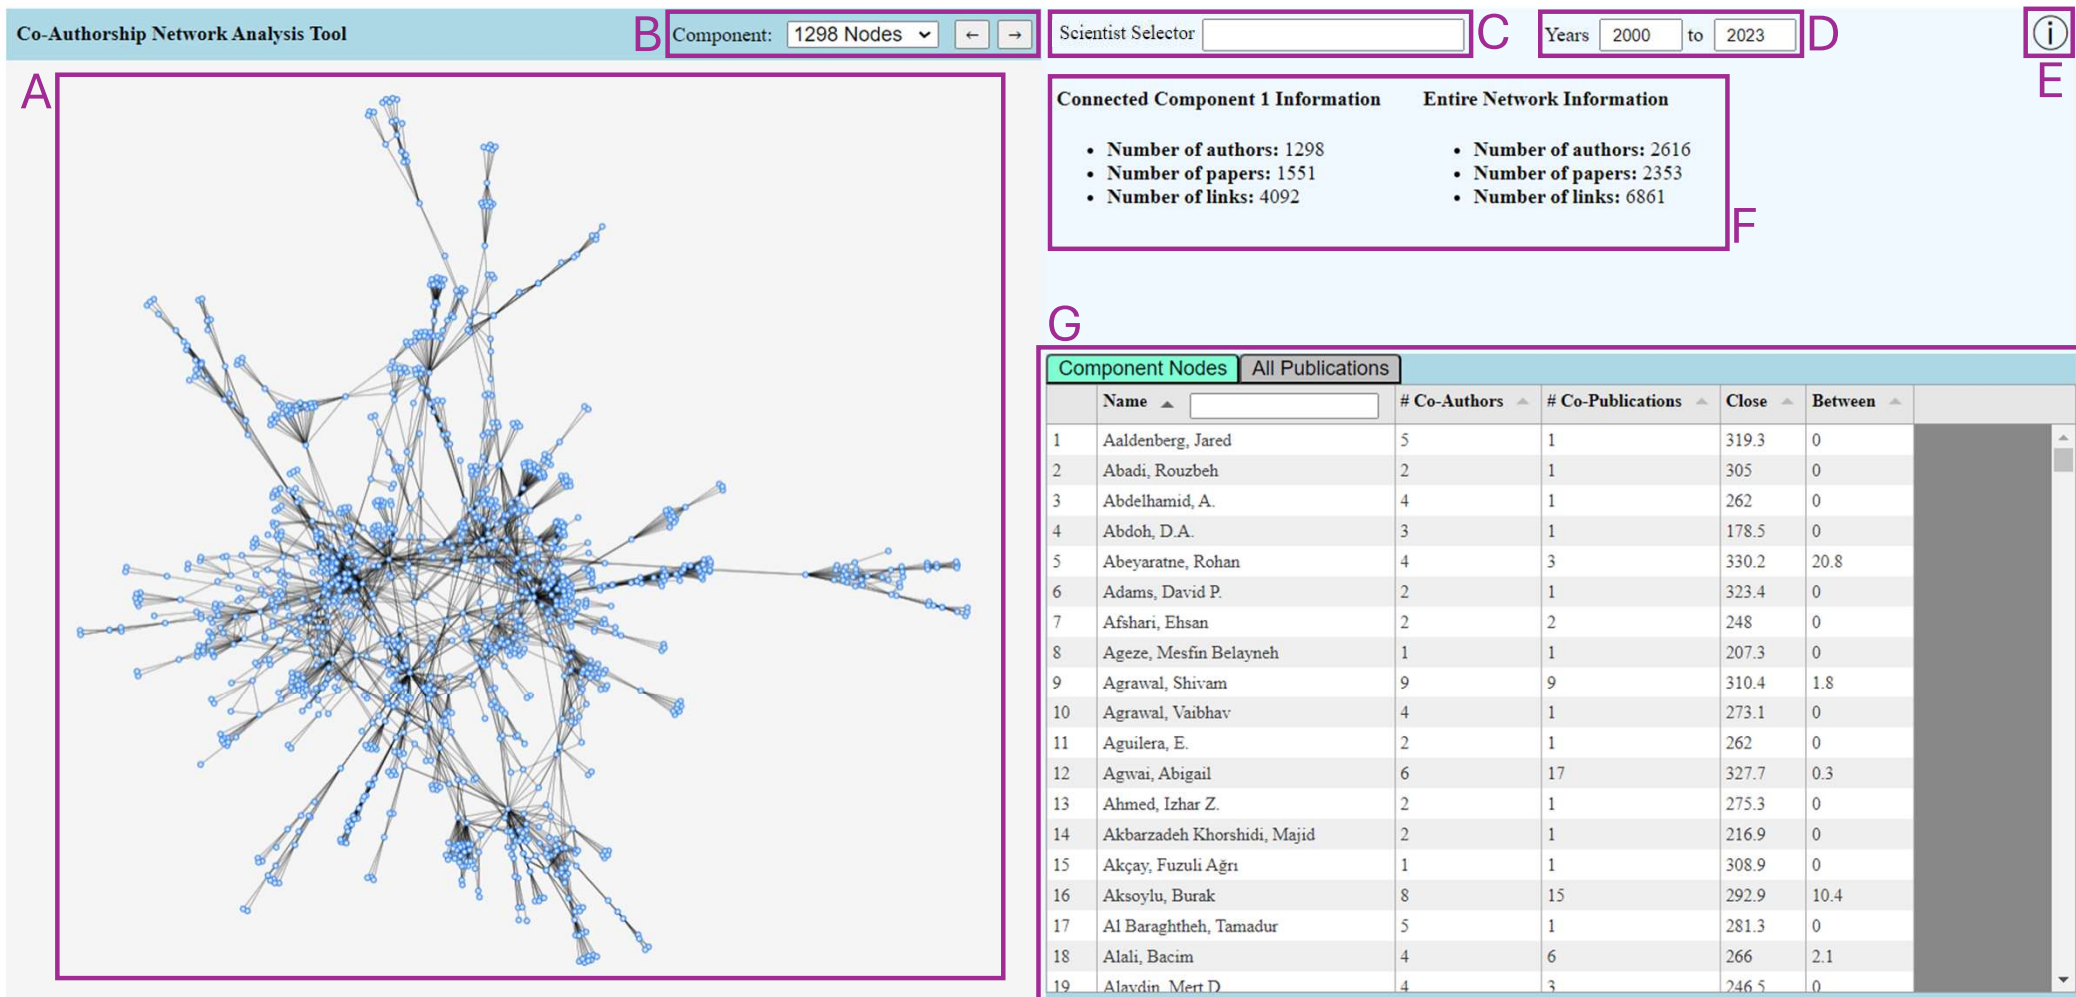 Co-Authorship Network Analysis Tool
B Component: 1298 Nodes ← →
Scientist Selector C
Years 2000 to 2023 D
i
E
A
Connected Component 1 Information
Number of authors: 1298
Number of papers: 1551
Number of links: 4092
Entire Network Information
Number of authors: 2616
Number of papers: 2353
Number of links: 6861
F
G
Component Nodes All Publications
Name # Co-Authors # Co-Publications Close Between
1 Aaldenberg, Jared 5 1 319.3 0
2 Abadi, Rouzbeh 2 1 305 0
3 Abdelhamid, A. 4 1 262 0
4 Abdoh, D.A. 3 1 178.5 0
5 Abeyaratne, Rohan 4 3 330.2 20.8
6 Adams, David P. 2 1 323.4 0
7 Afshari, Ehsan 2 2 248 0
8 Ageze, Mesfin Belayneh 1 1 207.3 0
9 Agrawal, Shivam 9 9 310.4 1.8
10 Agrawal, Vaibhav 4 1 273.1 0
11 Aguilera, E. 2 1 262 0
12 Agwai, Abigail 6 17 327.7 0.3
13 Ahmed, Izhar Z. 2 1 275.3 0
14 Akbarzadeh Khorshidi, Majid 2 1 216.9 0
15 Akçay, Fuzuli Ağrı 1 1 308.9 0
16 Aksoylu, Burak 8 15 292.9 10.4
17 Al Baraghtheh, Tamadur 5 1 281.3 0
18 Alali, Bacim 4 6 266 2.1
19 Alaydin, Mert D 4 3 246.5 0